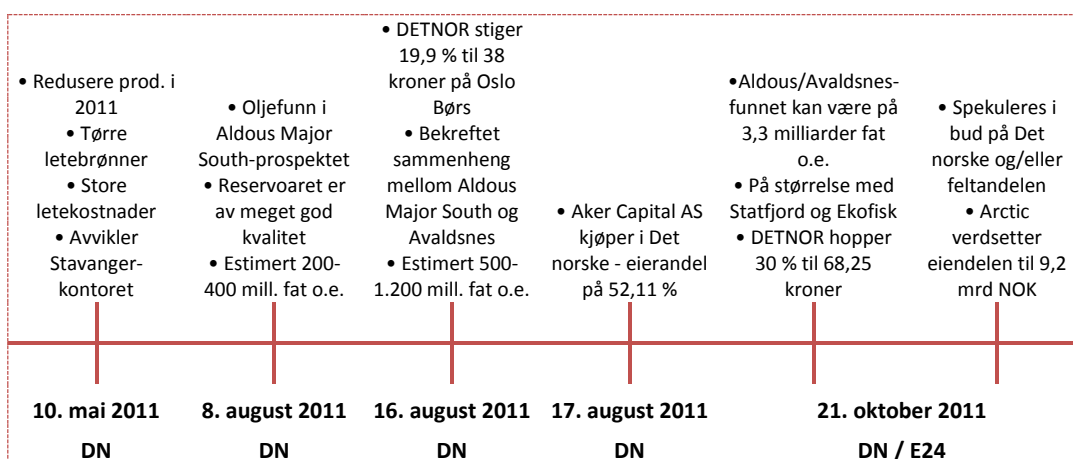 • Redusere prod. i
2011
• Tørre
letebrønner
• Store
letekostnader
• Avvikler
Stavanger-
kontoret
• Oljefunn i
Aldous Major
South-prospektet
• Reservoaret er
av meget god
kvalitet
• Estimert 200-
400 mill. fat o.e.
• DETNOR stiger
19,9 % til 38
kroner på Oslo
Børs
• Bekreftet
sammenheng
mellom Aldous
Major South og
Avaldsnes
• Estimert 500-
1.200 mill. fat o.e.
• Aker Capital AS
kjøper i Det
norske - eierandel
på 52,11 %
•Aldous/Avaldsnes-
funnet kan være på
3,3 milliarder fat
o.e.
• På størrelse med
Statfjord og Ekofisk
• DETNOR hopper
30 % til 68,25
kroner
• Spekuleres i
bud på Det
norske og/eller
feltandelen
• Arctic
verdsetter
eiendelen til 9,2
mrd NOK
10. mai 2011
DN
8. august 2011
DN
16. august 2011
DN
17. august 2011
DN
21. oktober 2011
DN / E24